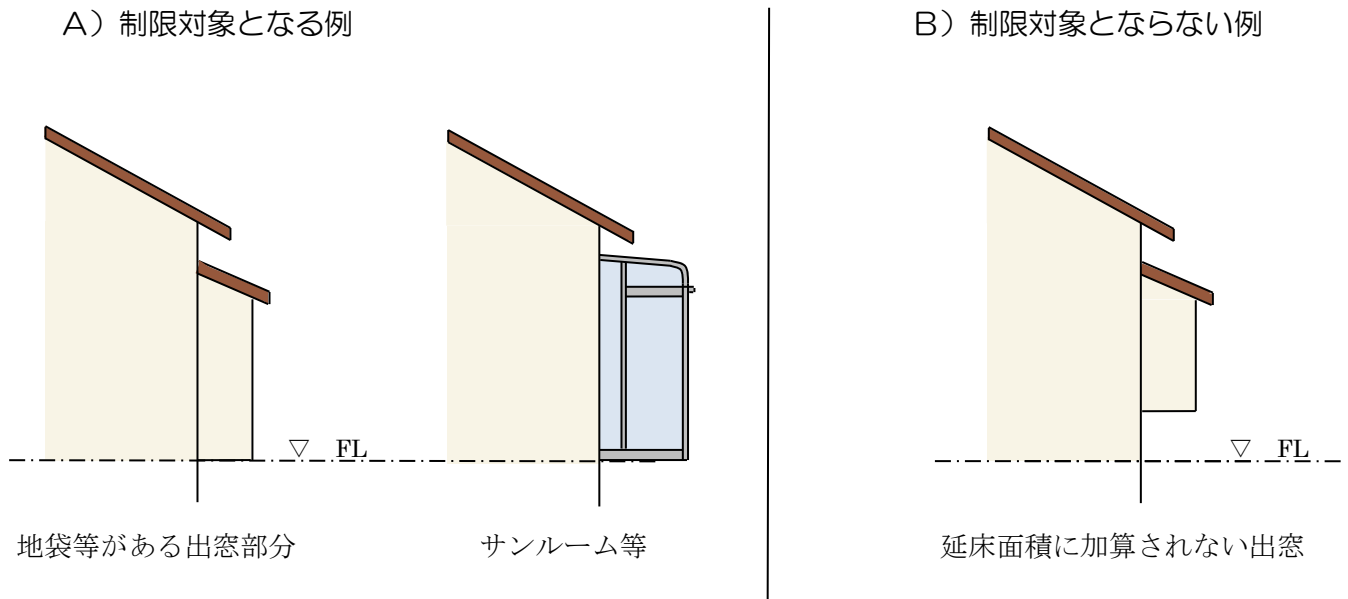 A）制限対象となる例
▽ FL
地袋等がある出窓部分
サンルーム等
B）制限対象とならない例
▽ FL
延床面積に加算されない出窓